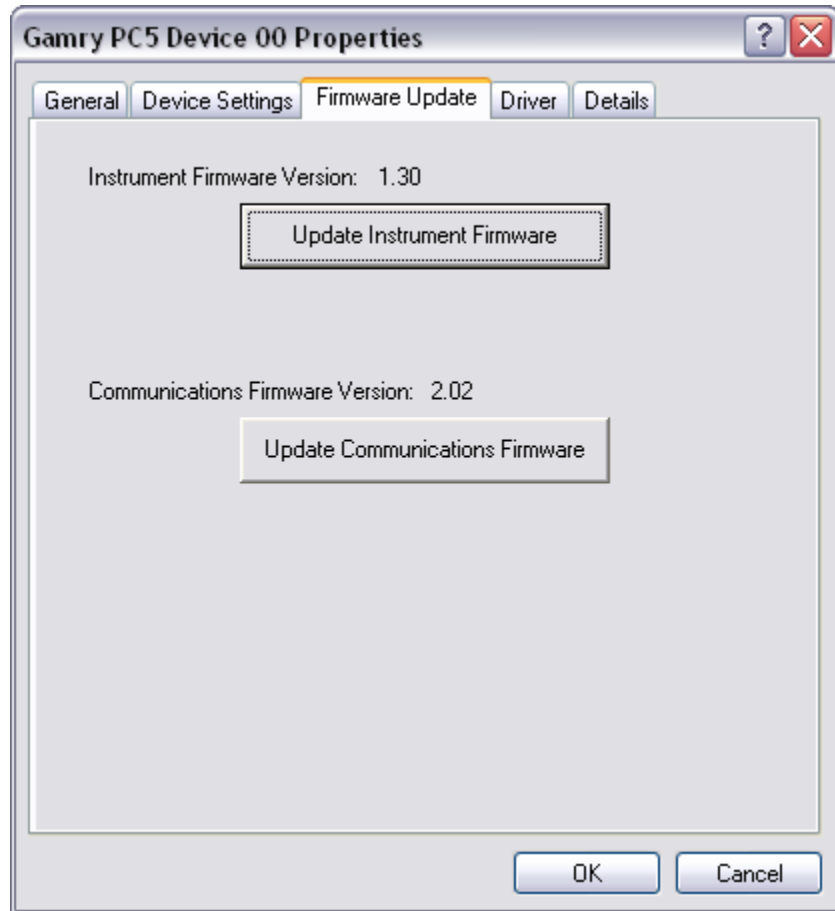 Gamry PC5 Device 00 Properties ?
General Device Settings Firmware Update Driver Details
Instrument Firmware Version: 1.30
Update Instrument Firmware
Communications Firmware Version: 2.02
Update Communications Firmware
OK Cancel